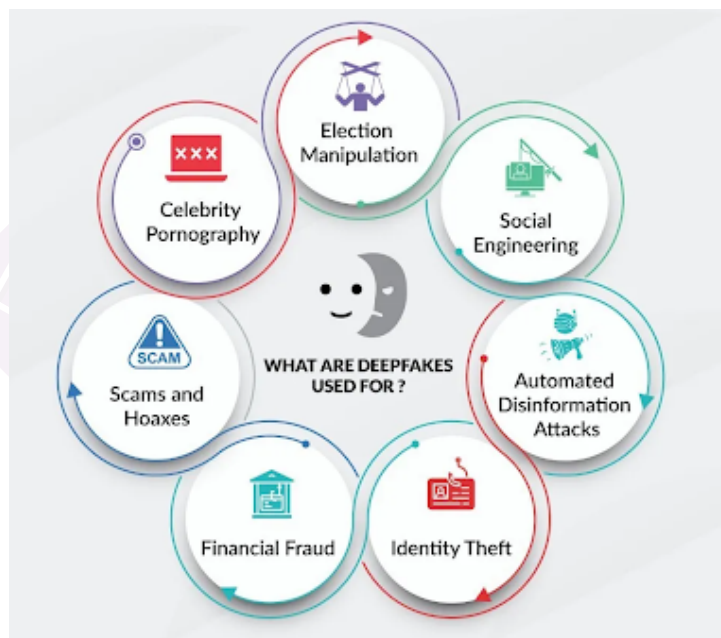 Election
Manipulation
XXX
Celebrity
Pornography
Social
Engineering
WHAT ARE DEEPFAKES
USED FOR ?
SCAM
Scams and
Hoaxes
Automated
Disinformation
Attacks
Financial Fraud
Identity Theft